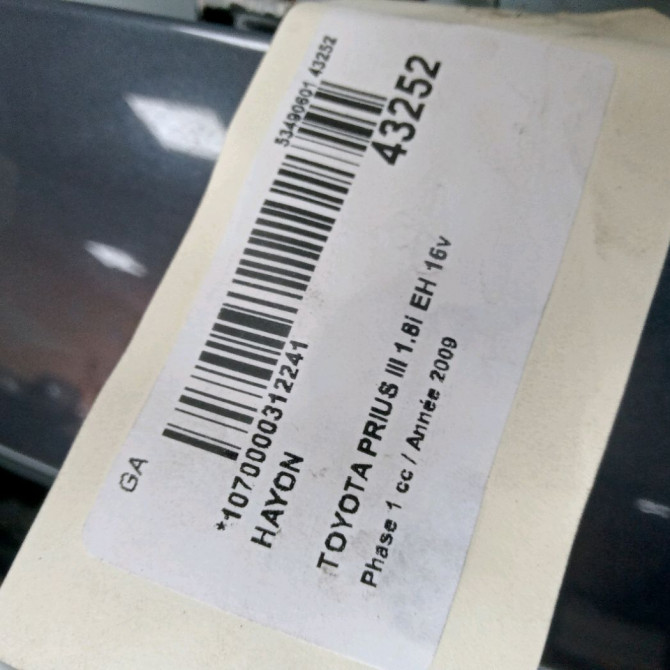 GA
53490601 43252
43252
*1070000312241
HAYON
TOYOTA PRIUS III 1.8i EH 16v
Phase 1 cc / Année 2009